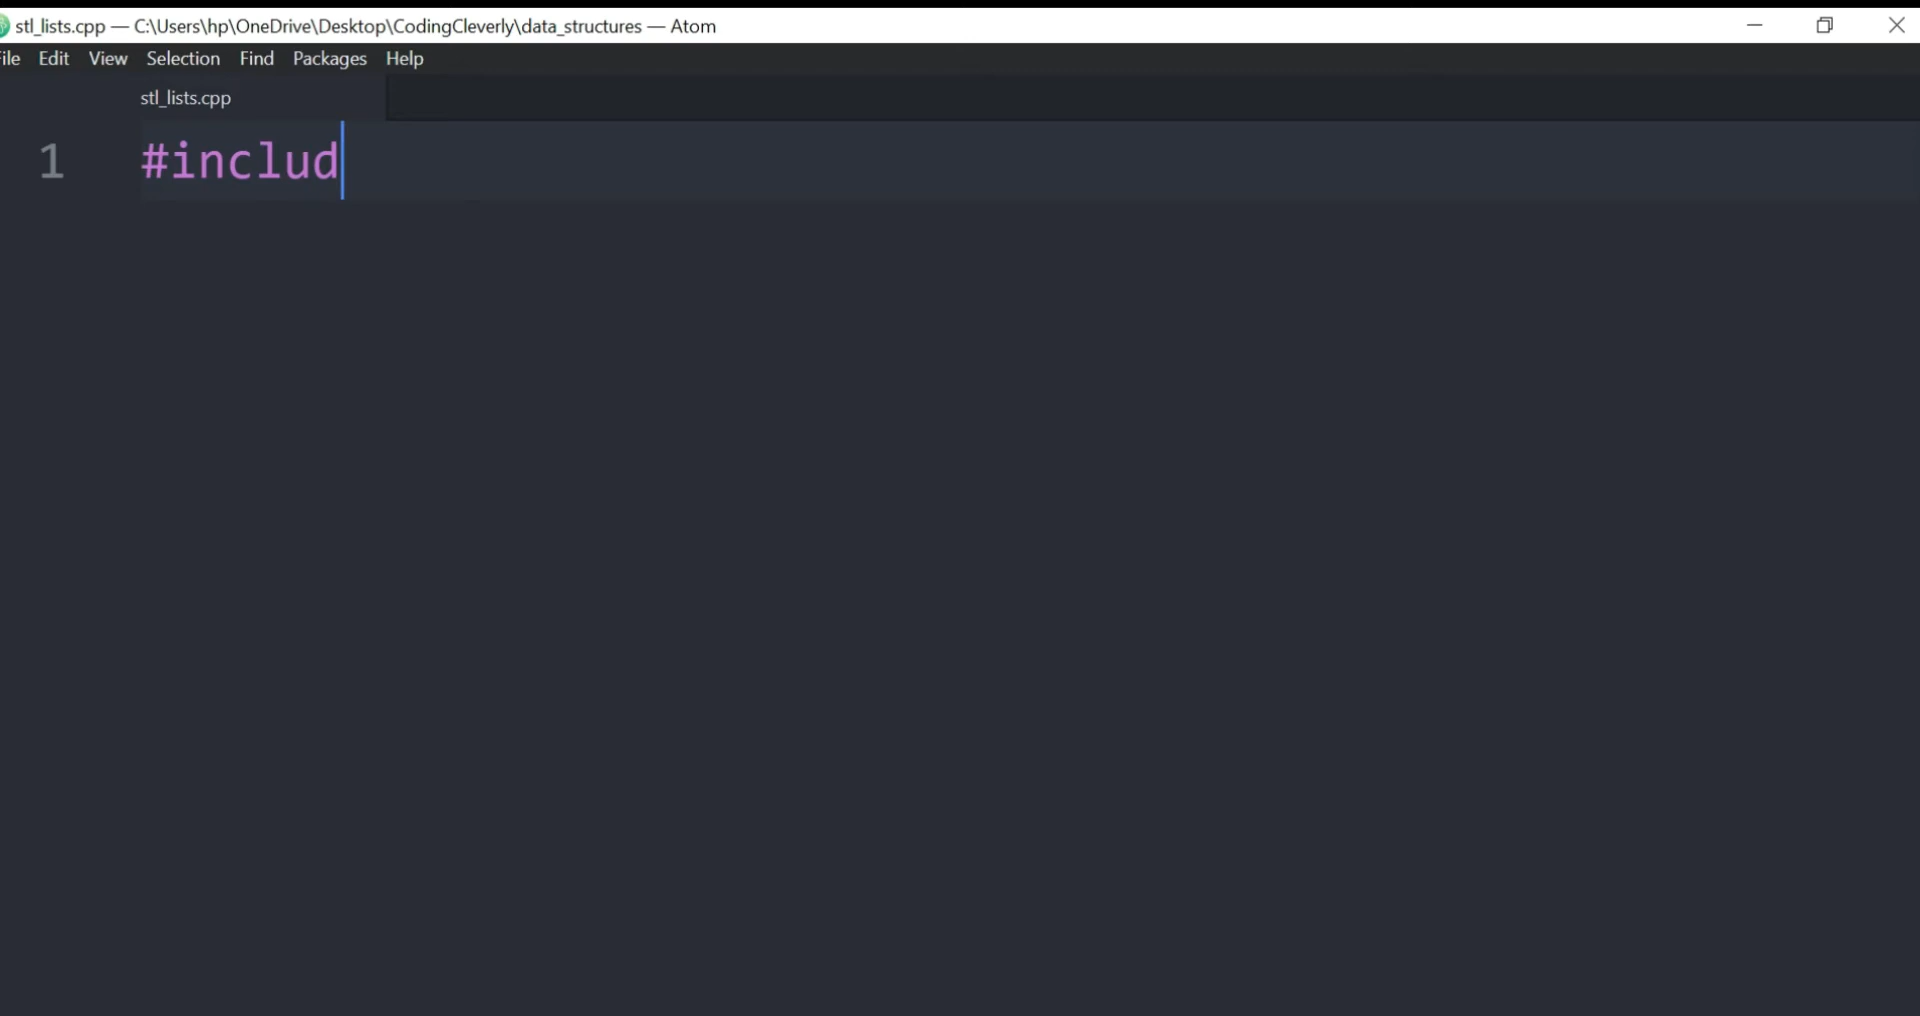 stl_lists.cpp — C:\Users\hp\OneDrive\Desktop\CodingCleverly\data_structures — Atom
ile Edit View Selection Find Packages Help
stl_lists.cpp
1 #includ